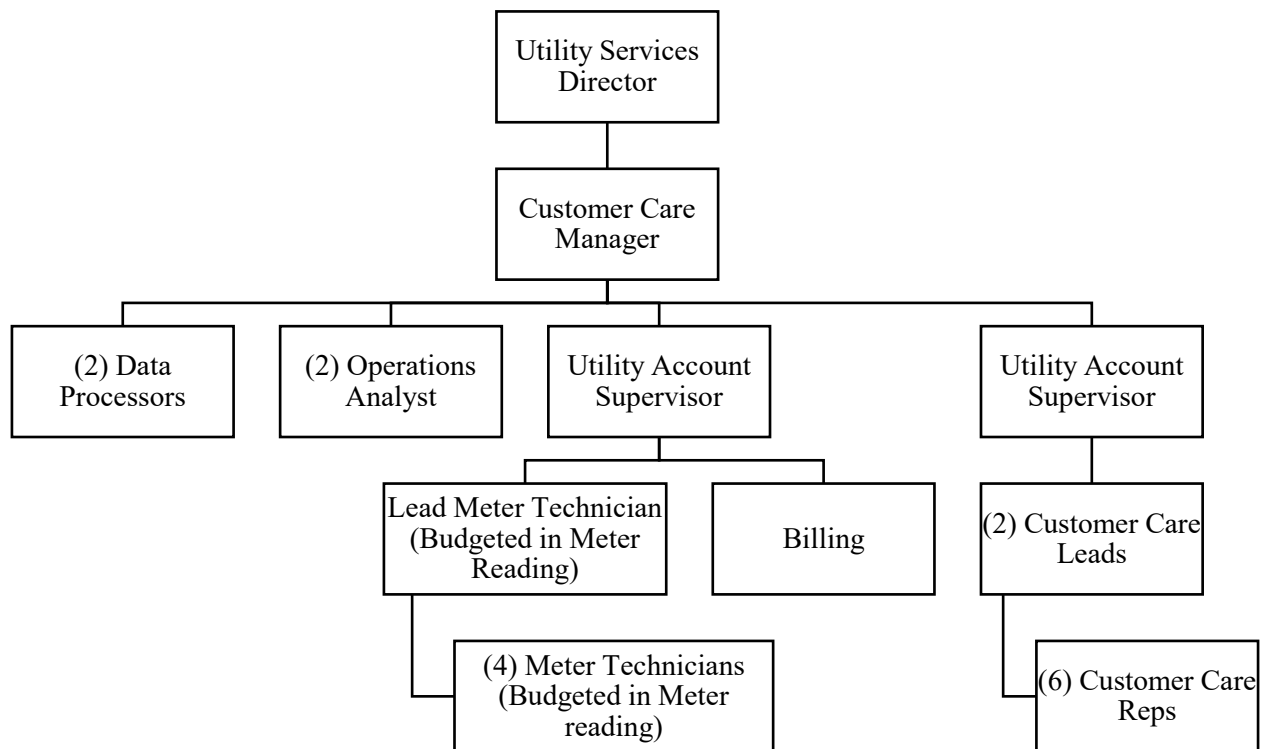 Utility Services
Director
Customer Care
Manager
(2) Data
Processors
(2) Operations
Analyst
Utility Account
Supervisor
Utility Account
Supervisor
Lead Meter Technician
(Budgeted in Meter
Reading)
Billing
(2) Customer Care
Leads
(4) Meter Technicians
(Budgeted in Meter
reading)
(6) Customer Care
Reps